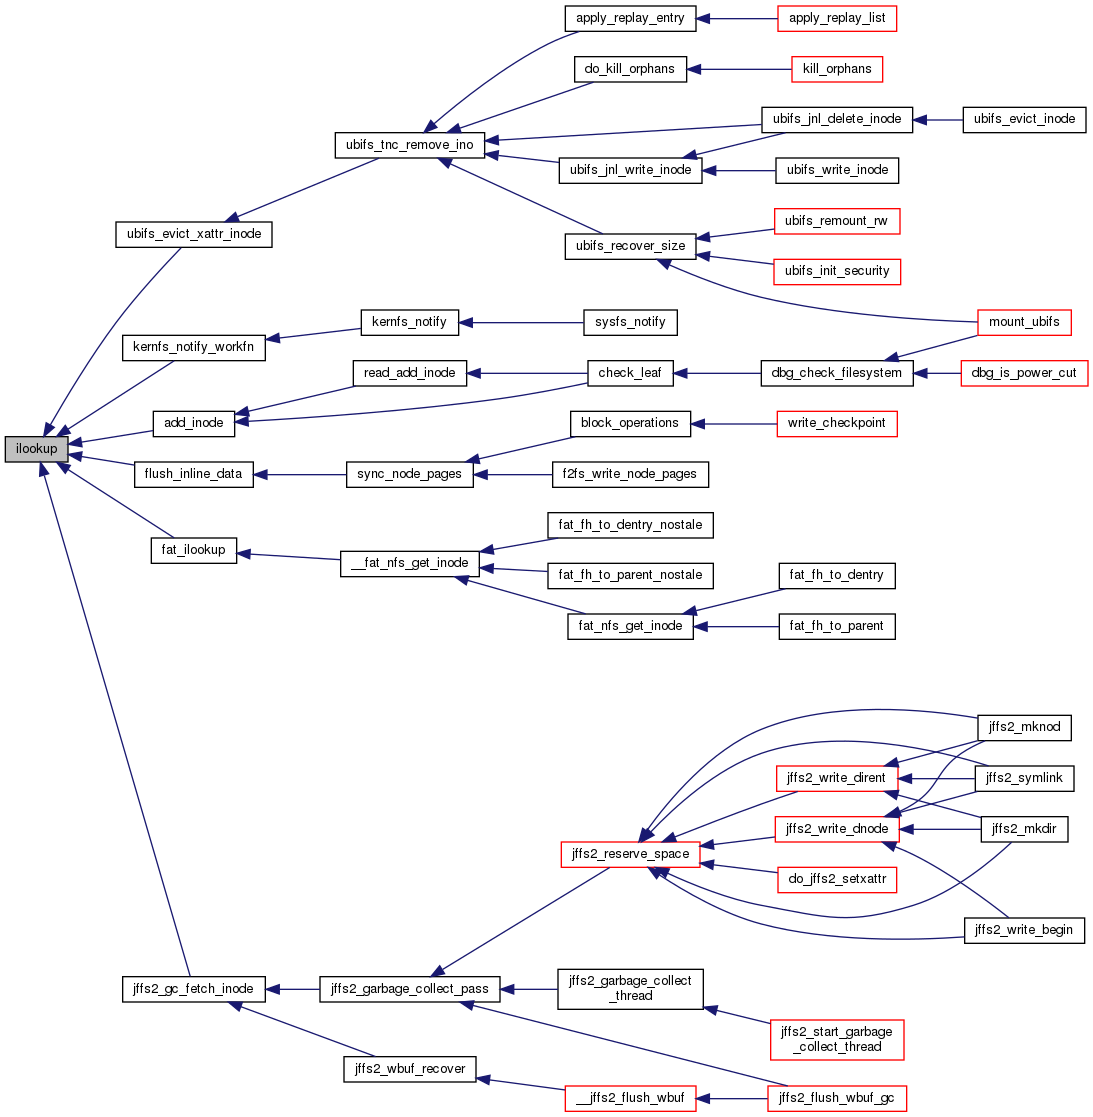 apply_replay_entry
apply_replay_list
do_kill_orphans
kill_orphans
ubifs_jnl_delete_inode
ubifs_evict_inode
ubifs_tnc_remove_ino
ubifs_jnl_write_inode
ubifs_write_inode
ubifs_evict_xattr_inode
ubifs_remount_rw
ubifs_recover_size
ubifs_init_security
kernfs_notify
sysfs_notify
mount_ubifs
kernfs_notify_workfn
read_add_inode
check_leaf
dbg_check_filesystem
dbg_is_power_cut
add_inode
block_operations
write_checkpoint
ilookup
flush_inline_data
sync_node_pages
f2fs_write_node_pages
fat_fh_to_dentry_nostale
fat_ilookup
__fat_nfs_get_inode
fat_fh_to_parent_nostale
fat_fh_to_dentry
fat_nfs_get_inode
fat_fh_to_parent
jffs2_mknod
jffs2_write_dirent
jffs2_symlink
jffs2_write_dnode
jffs2_mkdir
jffs2_reserve_space
do_jffs2_setxattr
jffs2_write_begin
jffs2_gc_fetch_inode
jffs2_garbage_collect_pass
jffs2_garbage_collect
_thread
jffs2_start_garbage
_collect_thread
jffs2_wbuf_recover
__jffs2_flush_wbuf
jffs2_flush_wbuf_gc